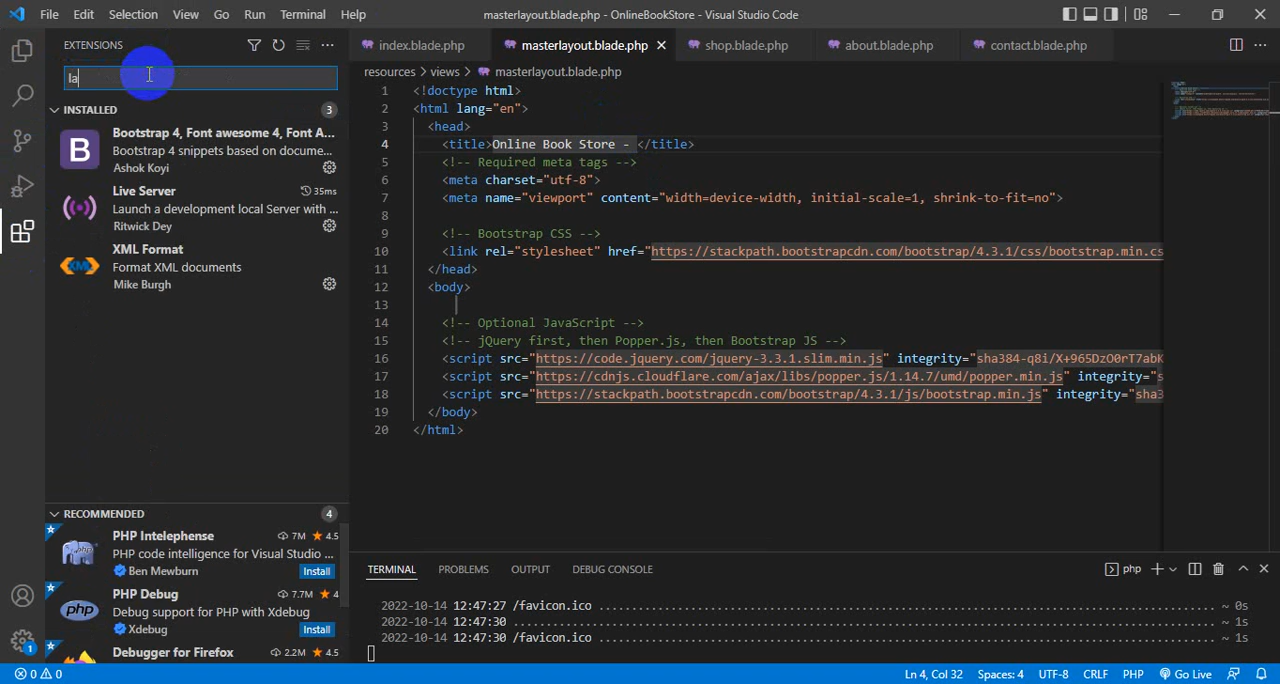 File Edit Selection View Go Run Terminal Help masterlayout.blade.php - OnlineBookStore - Visual Studio Code
EXTENSIONS
la
INSTALLED 3
Bootstrap 4, Font awesome 4, Font A...
Bootstrap 4 snippets based on docume...
Ashok Koyi
Live Server 35ms
Launch a development local Server with ...
Ritwick Dey
XML Format
Format XML documents
Mike Burgh
RECOMMENDED 4
PHP Intelephense 7M 4.5
PHP code intelligence for Visual Studio ...
Ben Mewburn Install
PHP Debug 7.7M 4
Debug support for PHP with Xdebug
Xdebug Install
Debugger for Firefox 2.2M 4.5
index.blade.php masterlayout.blade.php shop.blade.php about.blade.php contact.blade.php
resources > views > masterlayout.blade.php
1 <!doctype html>
2 <html lang="en">
3 <head>
4 <title>Online Book Store - </title>
5 <!-- Required meta tags -->
6 <meta charset="utf-8">
7 <meta name="viewport" content="width=device-width, initial-scale=1, shrink-to-fit=no">
8
9 <!-- Bootstrap CSS -->
10 <link rel="stylesheet" href="https://stackpath.bootstrapcdn.com/bootstrap/4.3.1/css/bootstrap.min.cs
11 </head>
12 <body>
13
14 <!-- Optional JavaScript -->
15 <!-- jQuery first, then Popper.js, then Bootstrap JS -->
16 <script src="https://code.jquery.com/jquery-3.3.1.slim.min.js" integrity="sha384-q8i/X+965DzO0rT7abK
17 <script src="https://cdnjs.cloudflare.com/ajax/libs/popper.js/1.14.7/umd/popper.min.js" integrity="s
18 <script src="https://stackpath.bootstrapcdn.com/bootstrap/4.3.1/js/bootstrap.min.js" integrity="sha3
19 </body>
20 </html>
TERMINAL PROBLEMS OUTPUT DEBUG CONSOLE php
2022-10-14 12:47:27 /favicon.ico ........................................ ~ 0s
2022-10-14 12:47:30 ........................................ ~ 1s
2022-10-14 12:47:30 /favicon.ico ........................................ ~ 1s
0 0 Ln 4, Col 32 Spaces: 4 UTF-8 CRLF PHP Go Live